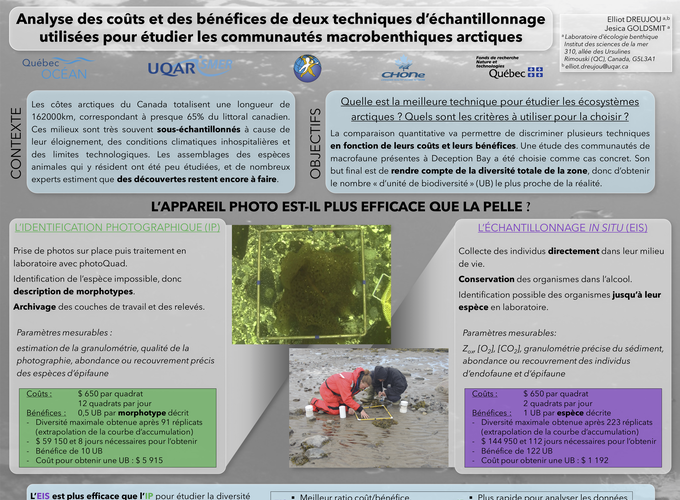 Analyse des coûts et des bénéfices de deux techniques d'échantillonnage
utilisées pour étudier les communautés macrobenthiques arctiques
Elliot DREUJOU a,b
Jesica GOLDSMIT a
a Laboratoire d'écologie benthique
Institut des sciences de la mer
310, allée des Ursulines
Rimouski (QC), Canada, G5L3A1
b elliot.dreujou@uqar.ca
Québec
OCÉAN
UQAR
CHONe
Fonds de recherche
Nature et
technologies
Québec
CONTEXTE
Les côtes arctiques du Canada totalisent une longueur de
162000km, correspondant à presque 65% du littoral canadien.
Ces milieux sont très souvent sous-échantillonnés à cause de
leur éloignement, des conditions climatiques inhospitalières et
des limites technologiques. Les assemblages des espèces
animales qui y résident ont été peu étudiées, et de nombreux
experts estiment que des découvertes restent encore à faire.
OBJECTIFS
Quelle est la meilleure technique pour étudier les écosystèmes
arctiques ? Quels sont les critères à utiliser pour la choisir ?
La comparaison quantitative va permettre de discriminer plusieurs techniques
en fonction de leurs coûts et leurs bénéfices. Une étude des communautés de
macrofaune présentes à Deception Bay a été choisie comme cas concret. Son
but final est de rendre compte de la diversité totale de la zone, donc d'obtenir
le nombre « d'unité de biodiversité » (UB) le plus proche de la réalité.
L'APPAREIL PHOTO EST-IL PLUS EFFICACE QUE LA PELLE ?
L'IDENTIFICATION PHOTOGRAPHIQUE (IP)
Prise de photos sur place puis traitement en
laboratoire avec photoQuad.
Identification de l'espèce impossible, donc
description de morphotypes.
Archivage des couches de travail et des relevés.
Paramètres mesurables :
estimation de la granulométrie, qualité de la
photographie, abondance ou recouvrement précis
des espèces d'épifaune
Coûts : $ 650 par quadrat
12 quadrats par jour
Bénéfices : 0,5 UB par morphotype décrit
- Diversité maximale obtenue après 91 réplicats
(extrapolation de la courbe d'accumulation)
- $ 59 150 et 8 jours nécessaires pour l'obtenir
- Bénéfice de 10 UB
- Coût pour obtenir une UB : $ 5 915
L'ÉCHANTILLONNAGE IN SITU (EIS)
Collecte des individus directement dans leur milieu
de vie.
Conservation des organismes dans l'alcool.
Identification possible des organismes jusqu'à leur
espèce en laboratoire.
Paramètres mesurables:
[O2], [CO2], granulométrie précise du sédiment,
abondance ou recouvrement des individus
d'endofaune et d'épifaune
Coûts : $ 650 par quadrat
2 quadrats par jour
Bénéfices : 1 UB par espèce décrite
- Diversité maximale obtenue après 223 réplicats
(extrapolation de la courbe d'accumulation)
- $ 144 950 et 112 jours nécessaires pour l'obtenir
- Bénéfice de 122 UB
- Coût pour obtenir une UB : $ 1 192
L'EIS est plus efficace que l'IP pour étudier la diversité
• Meilleur ratio coût/bénéfice
• Plus rapide pour analyser les données